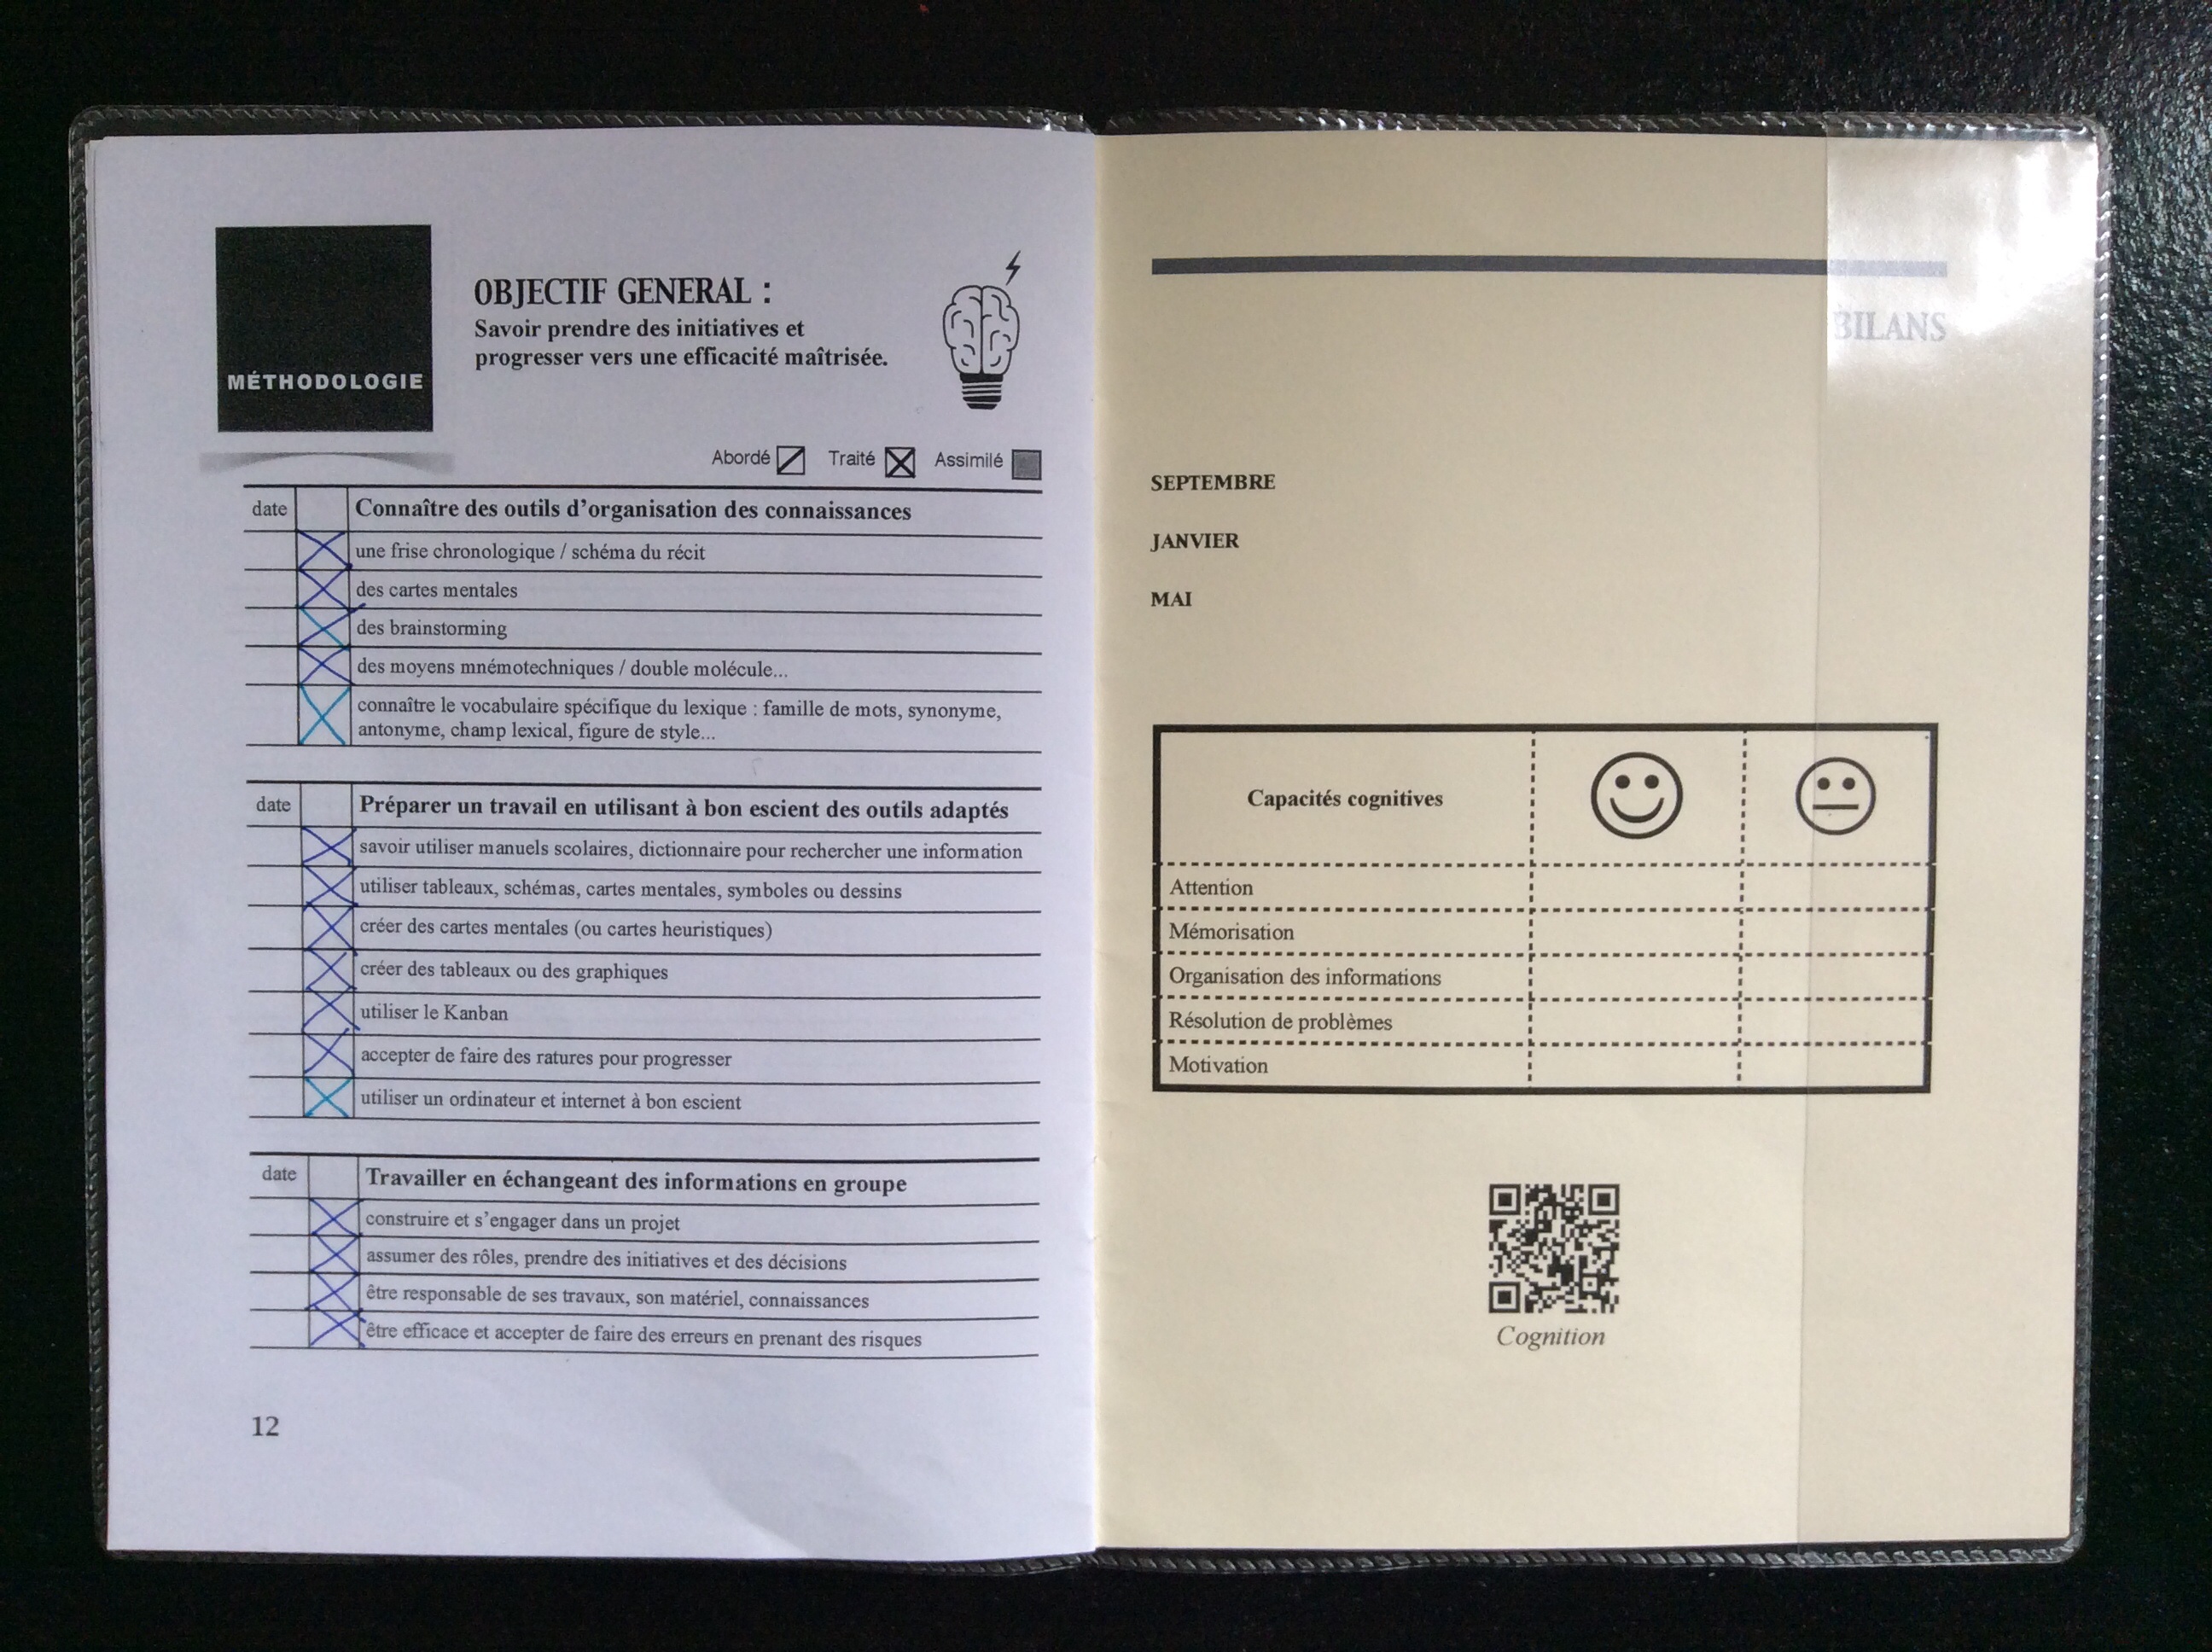 MÉTHODOLOGIE
OBJECTIF GENERAL :
Savoir prendre des initiatives et
progresser vers une efficacité maîtrisée.
Abordé Traité Assimilé
date Connaître des outils d’organisation des connaissances
une frise chronologique / schéma du récit
des cartes mentales
des brainstorming
des moyens mnémotechniques / double molécule...
connaître le vocabulaire spécifique du lexique : famille de mots, synonyme,
antonyme, champ lexical, figure de style...
date Préparer un travail en utilisant à bon escient des outils adaptés
savoir utiliser manuels scolaires, dictionnaire pour rechercher une information
utiliser tableaux, schémas, cartes mentales, symboles ou dessins
créer des cartes mentales (ou cartes heuristiques)
créer des tableaux ou des graphiques
utiliser le Kanban
accepter de faire des ratures pour progresser
utiliser un ordinateur et internet à bon escient
date Travailler en échangeant des informations en groupe
construire et s’engager dans un projet
assumer des rôles, prendre des initiatives et des décisions
être responsable de ses travaux, son matériel, connaissances
être efficace et accepter de faire des erreurs en prenant des risques
12
BILANS
SEPTEMBRE
JANVIER
MAI
Capacités cognitives
Attention
Mémorisation
Organisation des informations
Résolution de problèmes
Motivation
Cognition